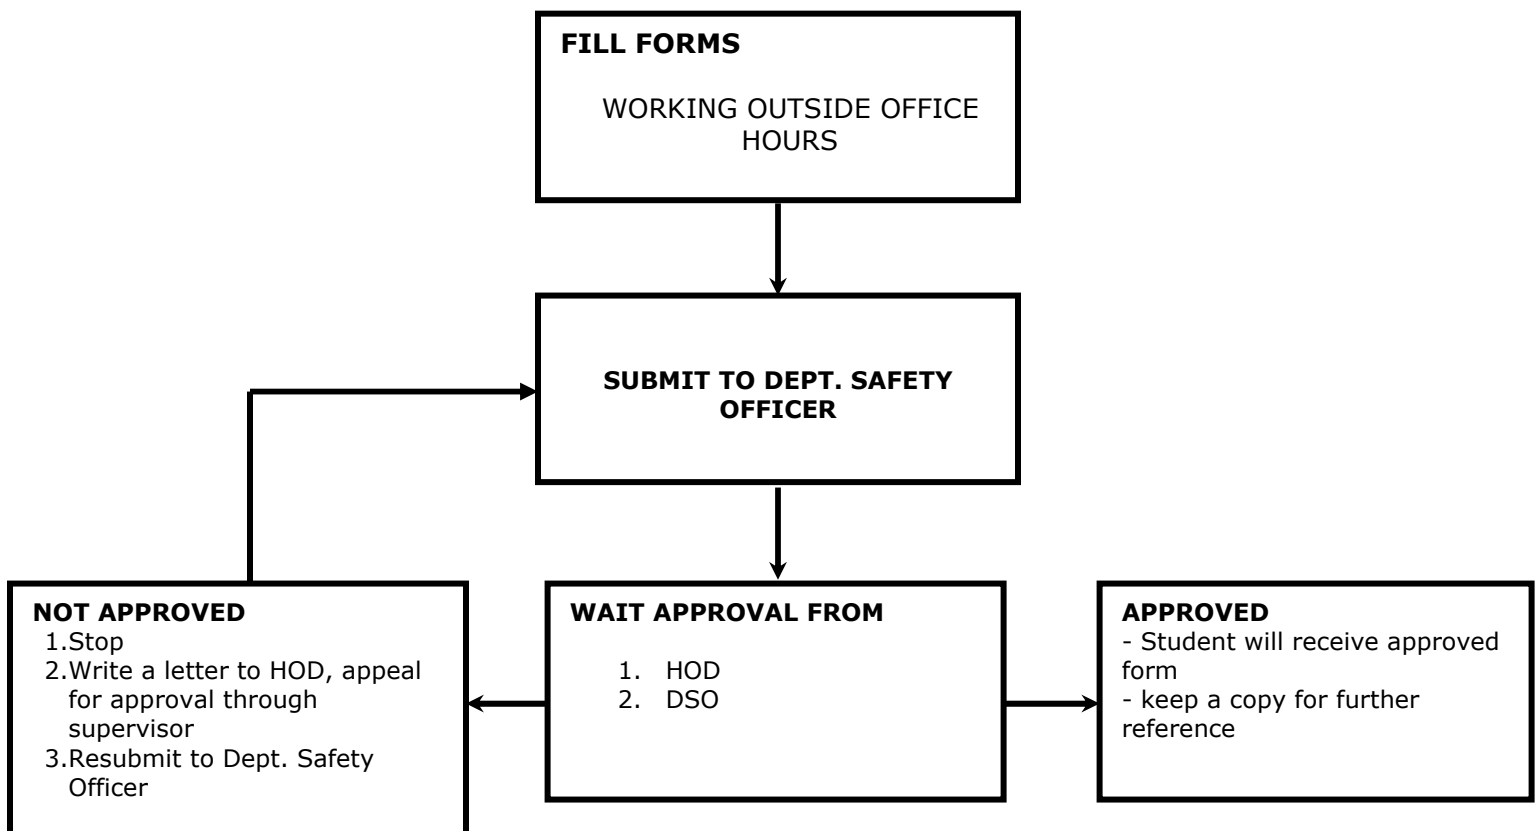 FILL FORMS
WORKING OUTSIDE OFFICE
HOURS
SUBMIT TO DEPT. SAFETY
OFFICER
NOT APPROVED
1.Stop
2.Write a letter to HOD, appeal
for approval through
supervisor
3.Resubmit to Dept. Safety
Officer
WAIT APPROVAL FROM
1. HOD
2. DSO
APPROVED
- Student will receive approved
form
- keep a copy for further
reference